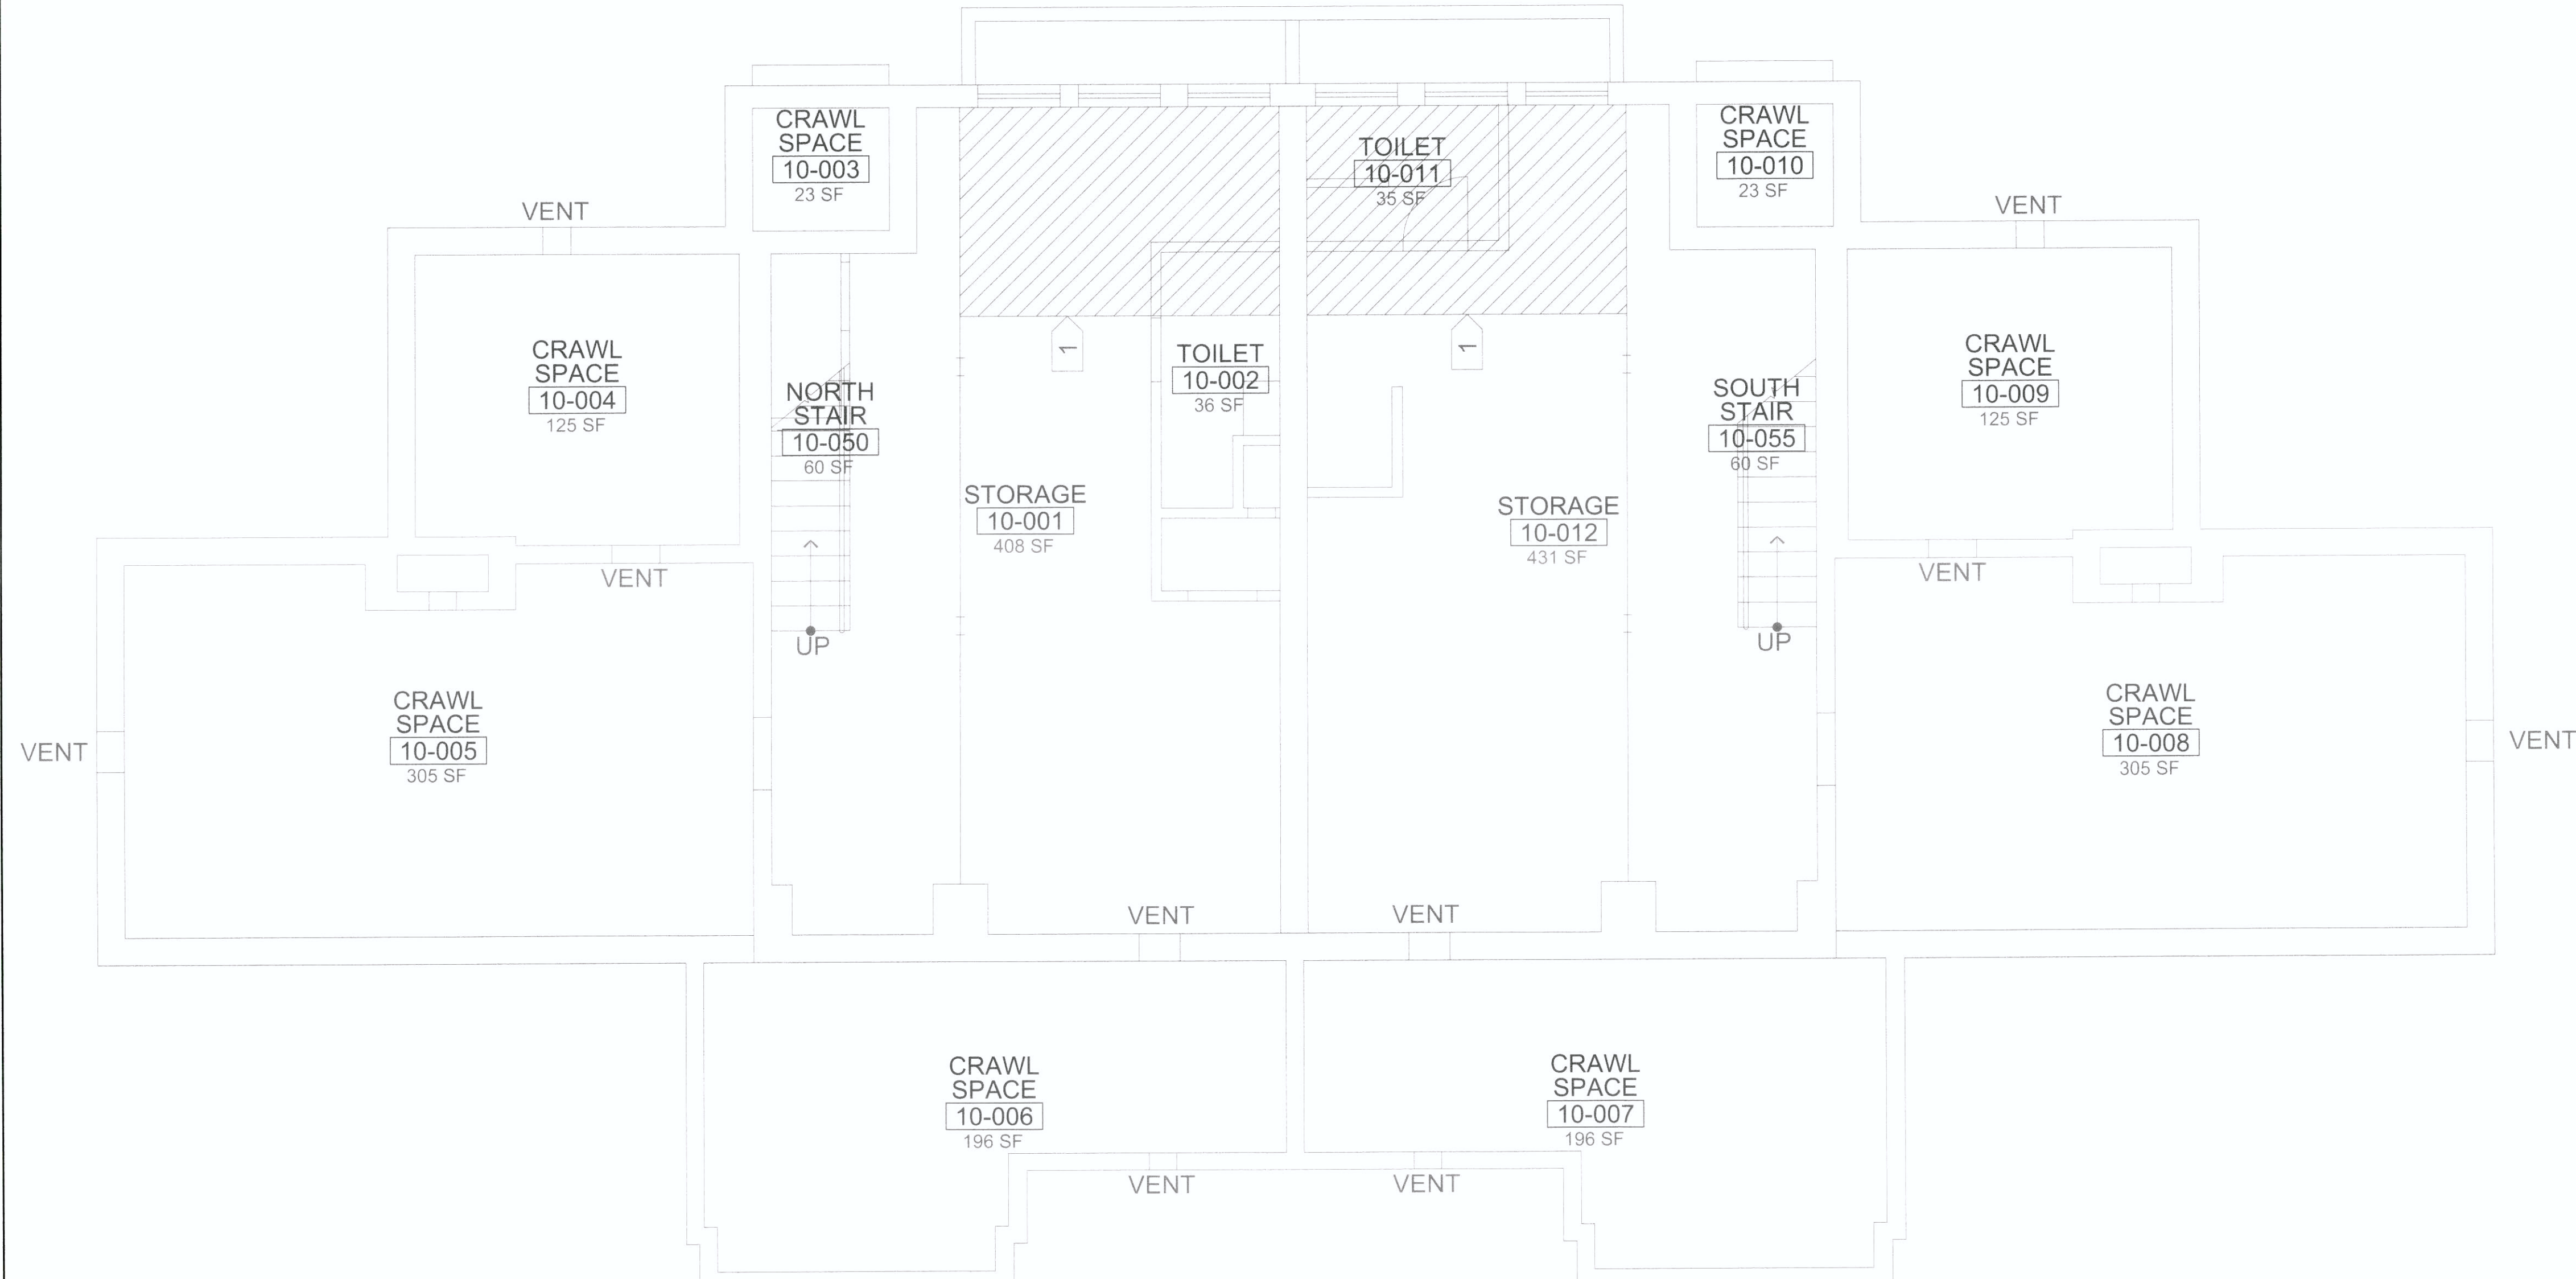 CRAWL
SPACE
10-003
23 SF
TOILET
10-011
35 SF
CRAWL
SPACE
10-010
23 SF
VENT
VENT
CRAWL
SPACE
10-004
125 SF
NORTH
STAIR
10-050
60 SF
UP
1
TOILET
10-002
36 SF
1
SOUTH
STAIR
10-055
60 SF
UP
CRAWL
SPACE
10-009
125 SF
STORAGE
10-001
408 SF
STORAGE
10-012
431 SF
VENT
VENT
VENT
CRAWL
SPACE
10-005
305 SF
CRAWL
SPACE
10-008
305 SF
VENT
VENT
VENT
CRAWL
SPACE
10-006
196 SF
CRAWL
SPACE
10-007
196 SF
VENT
VENT